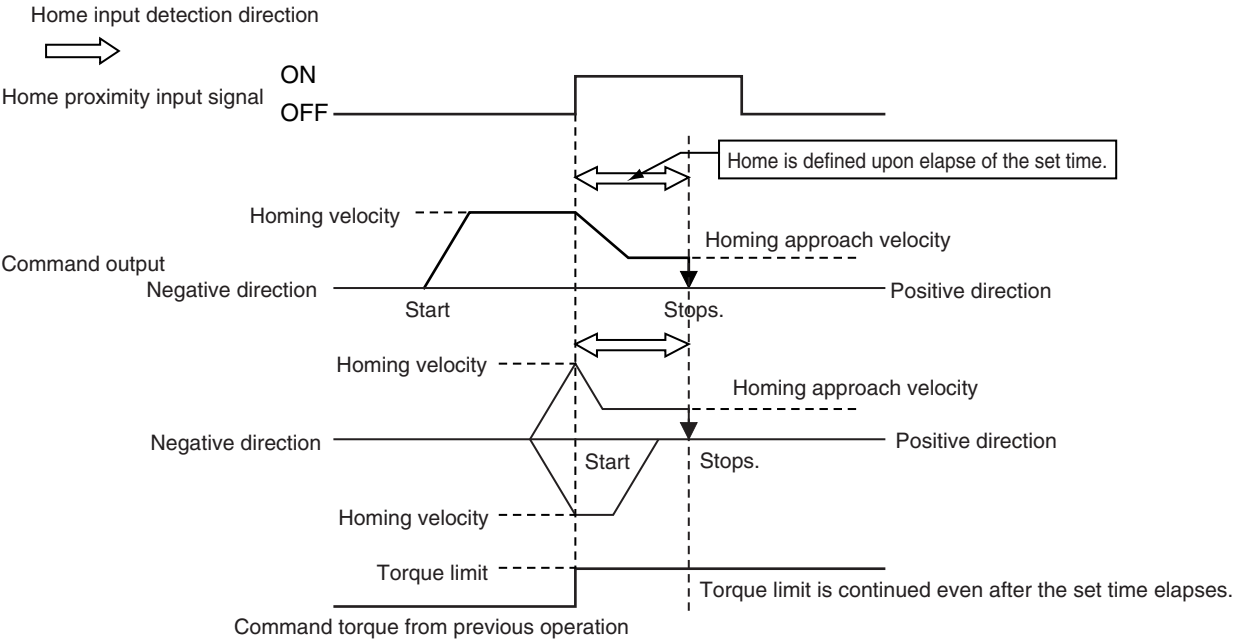 Home input detection direction
ON
Home proximity input signal
OFF
Home is defined upon elapse of the set time.
Homing velocity
Homing approach velocity
Command output
Negative direction
Positive direction
Start
Stops.
Homing velocity
Homing approach velocity
Negative direction
Positive direction
Start
Stops.
Homing velocity
Torque limit
Torque limit is continued even after the set time elapses.
Command torque from previous operation